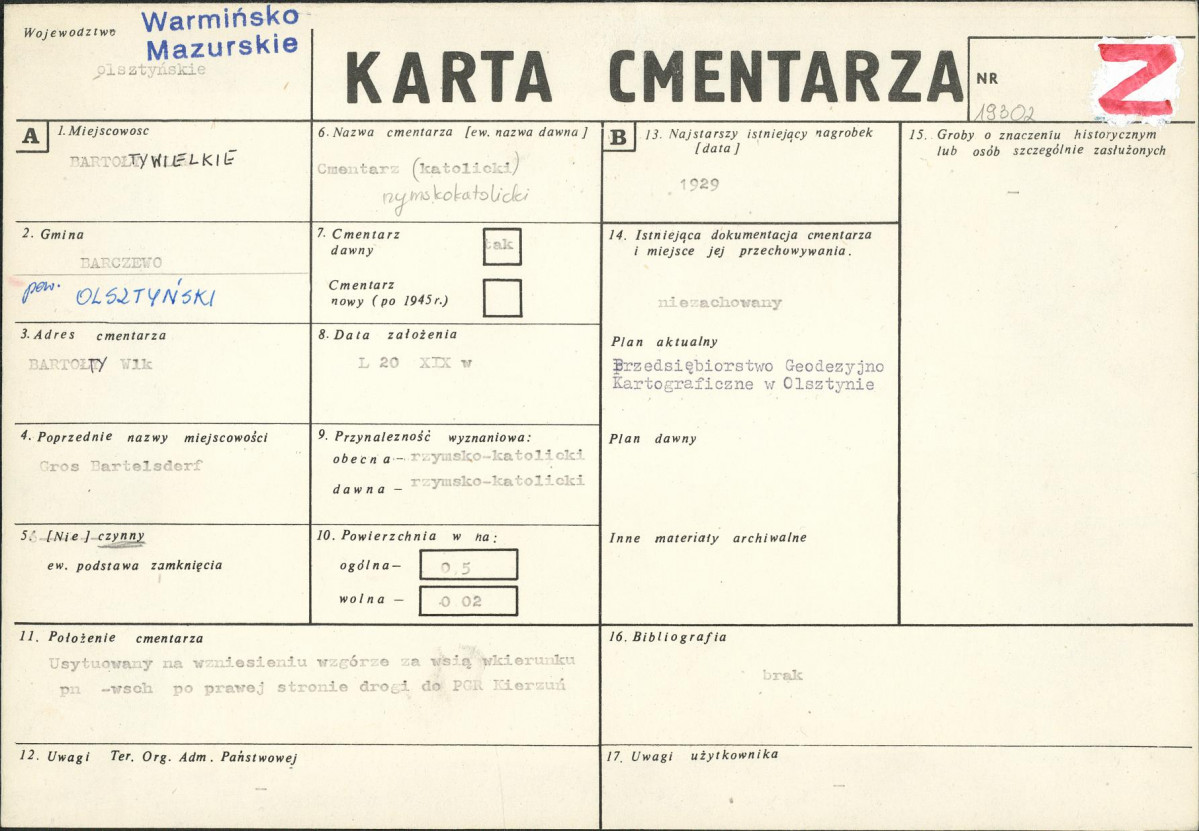 Województwo
Warmińsko
Mazurskie
olsztyńskie
KARTA CMENTARZA
NR
19302
Z
A
1. Miejscowosc
BARTOŁTY WIELKIE
2. Gmina
BARCZEWO
pow. OLSZTYŃSKI
3. Adres cmentarza
BARTOŁTY Wlk
4. Poprzednie nazwy miejscowości
Gros Bartelsdorf
5. [Nie] czynny
ew. podstawa zamknięcia
6. Nazwa cmentarza [ew. nazwa dawna]
Cmentarz (katolicki)
rzymskokatolicki
7. Cmentarz
dawny
tak
Cmentarz
nowy (po 1945 r.)
8. Data założenia
L 20 XIX w
9. Przynalezność wyznaniowa:
obecna – rzymsko-katolicki
dawna – rzymsko-katolicki
10. Powierzchnia w ha:
ogólna – 0.5
wolna – 0.02
11. Położenie cmentarza
Usytuowany na wzniesieniu wzgórze za wsią wkierunku
pn -wsch po prawej stronie drogi do PGR Kierzuń
12. Uwagi Ter. Org. Adm. Państwowej
–
B
13. Najstarszy istniejący nagrobek
[data]
1929
14. Istniejąca dokumentacja cmentarza
i miejsce jej przechowywania.
niezachowany
Plan aktualny
Przedsiębiorstwo Geodezyjno
Kartograficzne w Olsztynie
Plan dawny
Inne materiały archiwalne
15. Groby o znaczeniu historycznym
lub osób szczególnie zasłużonych
–
16. Bibliografia
brak
17. Uwagi użytkownika
–